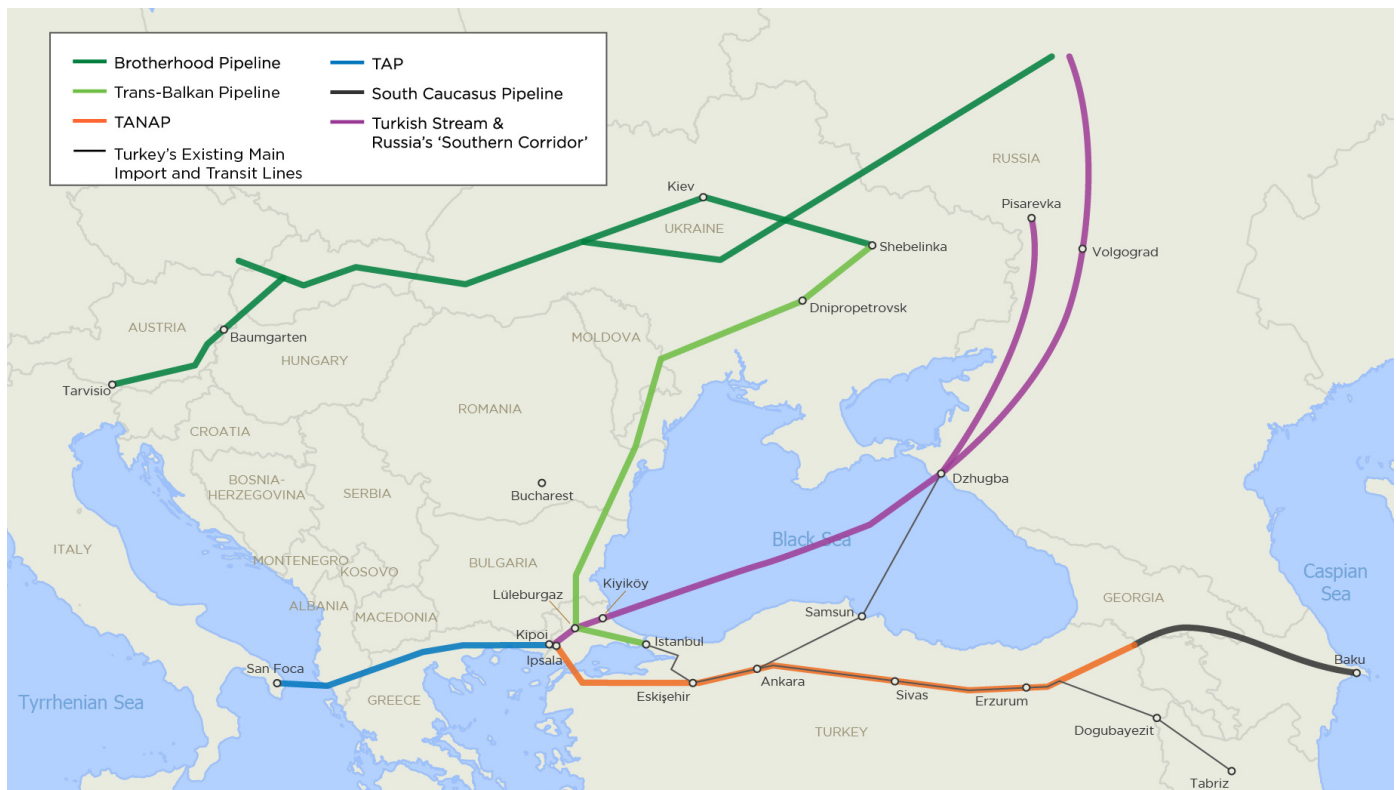 Brotherhood Pipeline
Trans-Balkan Pipeline
TANAP
Turkey's Existing Main
Import and Transit Lines
TAP
South Caucasus Pipeline
Turkish Stream &
Russia's ‘Southern Corridor’
RUSSIA
Kiev
Pisarevka
UKRAINE
Shebelinka
Volgograd
Dnipropetrovsk
AUSTRIA
Baumgarten
MOLDOVA
HUNGARY
Tarvisio
ROMANIA
CROATIA
BOSNIA-
HERZEGOVINA
SERBIA
Dzhugba
Bucharest
Black Sea
ITALY
MONTENEGRO
BULGARIA
KOSOVO
Caspian
Sea
Kiyiköy
Lüleburgaz
ALBANIA
GEORGIA
MACEDONIA
Samsun
Kipoi
Istanbul
Ipsala
San Foca
Baku
Ankara
Eskişehir
Sivas
Erzurum
Tyrrhenian Sea
GREECE
TURKEY
Dogubayezit
Tabriz